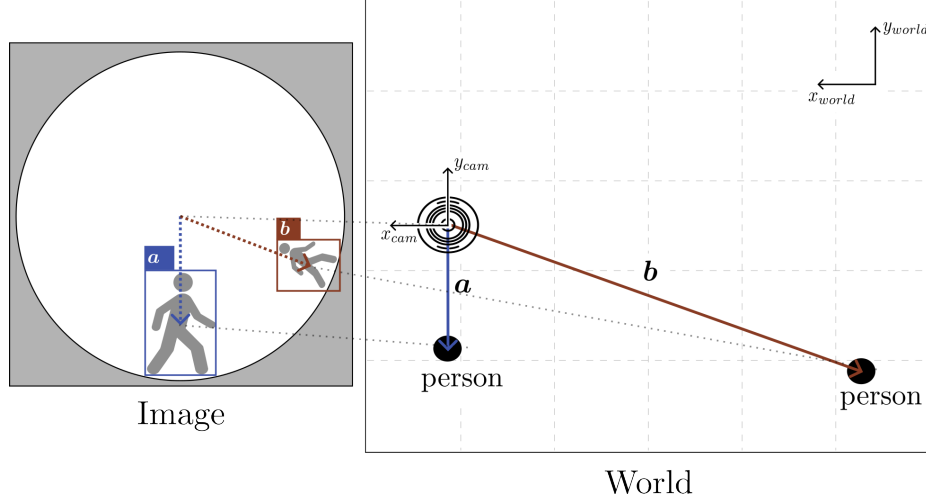 y_world
x_world
y_cam
x_cam
b
a
a
b
person
person
Image
World